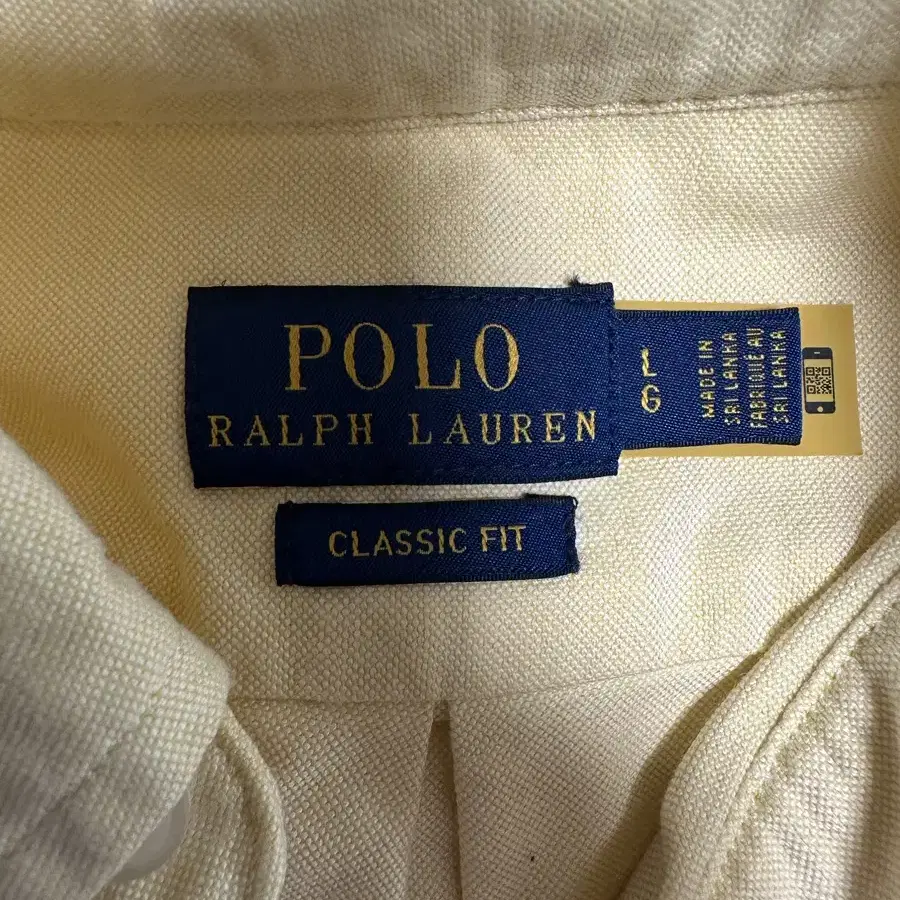 POLO
RALPH LAUREN
L
G
MADE IN
SRI LANKA
FABRIQUÉ AU
SRI LANKA
CLASSIC FIT